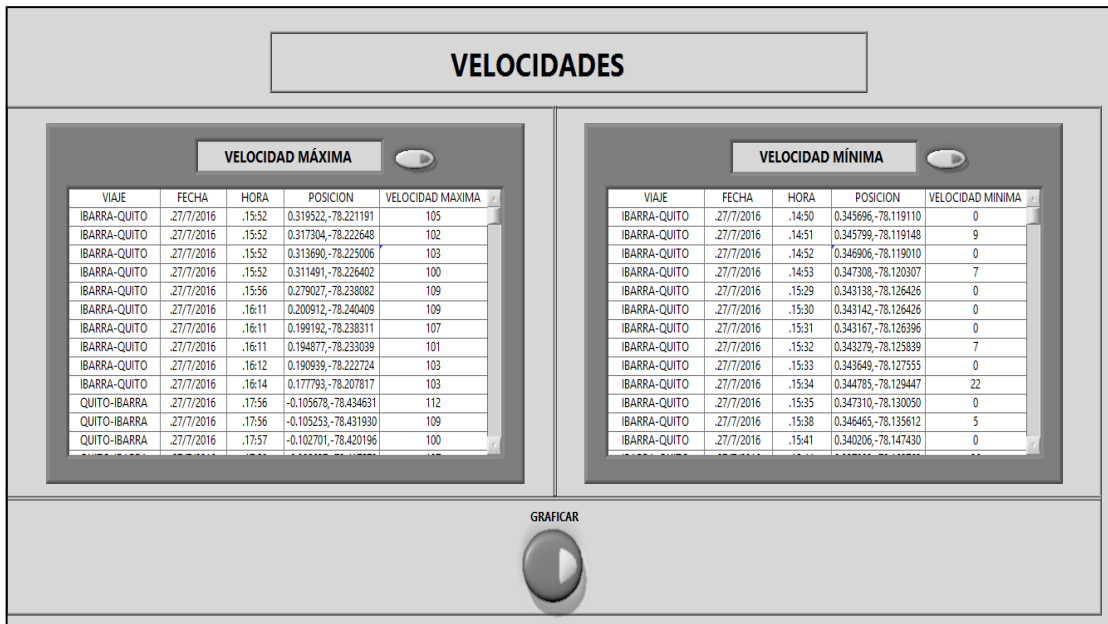 VELOCIDADES
VELOCIDAD MÁXIMA
VIAJE FECHA HORA POSICION VELOCIDAD MAXIMA
IBARRA-QUITO .27/7/2016 .15:52 0.319522,-78.221191 105
IBARRA-QUITO .27/7/2016 .15:52 0.317304,-78.222648 102
IBARRA-QUITO .27/7/2016 .15:52 0.313690,-78.225006 103
IBARRA-QUITO .27/7/2016 .15:52 0.311491,-78.226402 100
IBARRA-QUITO .27/7/2016 .15:56 0.279027,-78.238082 109
IBARRA-QUITO .27/7/2016 .16:11 0.200912,-78.240409 109
IBARRA-QUITO .27/7/2016 .16:11 0.199192,-78.238311 107
IBARRA-QUITO .27/7/2016 .16:11 0.194877,-78.233039 101
IBARRA-QUITO .27/7/2016 .16:12 0.190939,-78.222724 103
IBARRA-QUITO .27/7/2016 .16:14 0.177793,-78.207817 103
QUITO-IBARRA .27/7/2016 .17:56 -0.105678,-78.434631 112
QUITO-IBARRA .27/7/2016 .17:56 -0.105253,-78.431930 109
QUITO-IBARRA .27/7/2016 .17:57 -0.102701,-78.420196 100
VELOCIDAD MÍNIMA
VIAJE FECHA HORA POSICION VELOCIDAD MINIMA
IBARRA-QUITO .27/7/2016 .14:50 0.345696,-78.119110 0
IBARRA-QUITO .27/7/2016 .14:51 0.345799,-78.119148 9
IBARRA-QUITO .27/7/2016 .14:52 0.346906,-78.119010 0
IBARRA-QUITO .27/7/2016 .14:53 0.347308,-78.120307 7
IBARRA-QUITO .27/7/2016 .15:29 0.343138,-78.126426 0
IBARRA-QUITO .27/7/2016 .15:30 0.343142,-78.126426 0
IBARRA-QUITO .27/7/2016 .15:31 0.343167,-78.126396 0
IBARRA-QUITO .27/7/2016 .15:32 0.343279,-78.125839 7
IBARRA-QUITO .27/7/2016 .15:33 0.343649,-78.127555 0
IBARRA-QUITO .27/7/2016 .15:34 0.344785,-78.129447 22
IBARRA-QUITO .27/7/2016 .15:35 0.347310,-78.130050 0
IBARRA-QUITO .27/7/2016 .15:38 0.346465,-78.135612 5
IBARRA-QUITO .27/7/2016 .15:41 0.340206,-78.147430 0
GRAFICAR